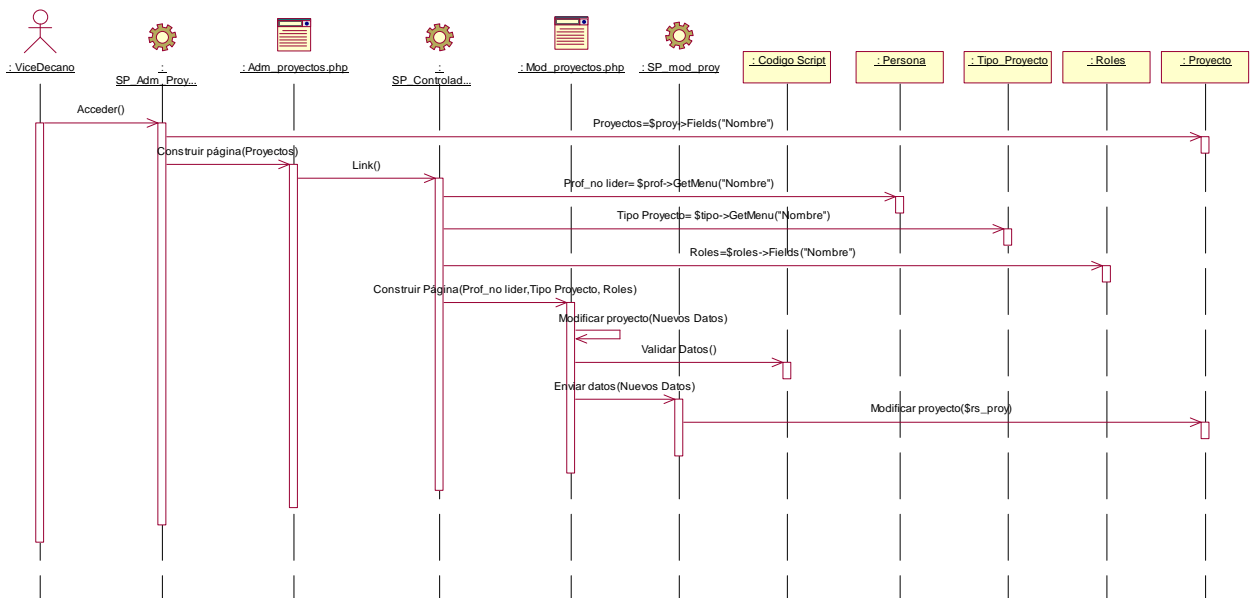 : ViceDecano
:
SP_Adm_Proy...
: Adm_proyectos.php
:
SP_Controlad...
: Mod_proyectos.php
: SP_mod_proy
: Codigo Script
: Persona
: Tipo_Proyecto
: Roles
: Proyecto
Acceder()
Proyectos=$proy->Fields("Nombre")
Construir página(Proyectos)
Link()
Prof_no lider= $prof->GetMenu("Nombre")
Tipo Proyecto= $tipo->GetMenu("Nombre")
Roles=$roles->Fields("Nombre")
Construir Página(Prof_no lider,Tipo Proyecto, Roles)
Modificar proyecto(Nuevos Datos)
Validar Datos()
Enviar datos(Nuevos Datos)
Modificar proyecto($rs_proy)